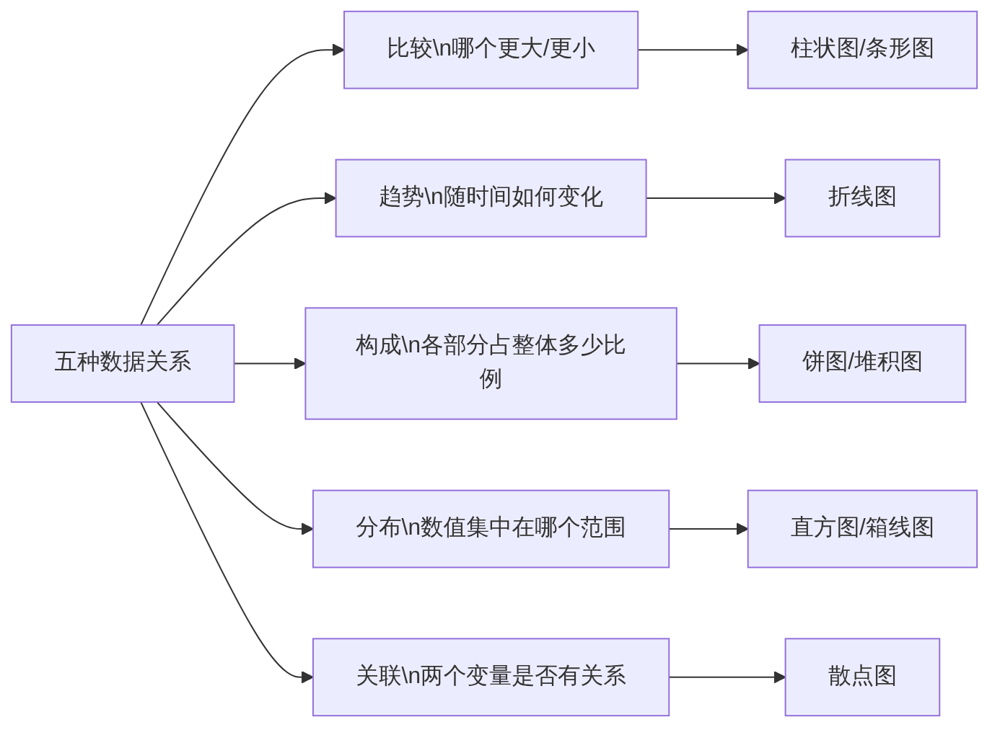 比较\n哪个更大/更小
柱状图/条形图
趋势\n随时间如何变化
折线图
五种数据关系
构成\n各部分占整体多少比
例
饼图/堆积图
分布\n数值集中在哪个范围
直方图/箱线图
关联\n两个变量是否有关系
散点图